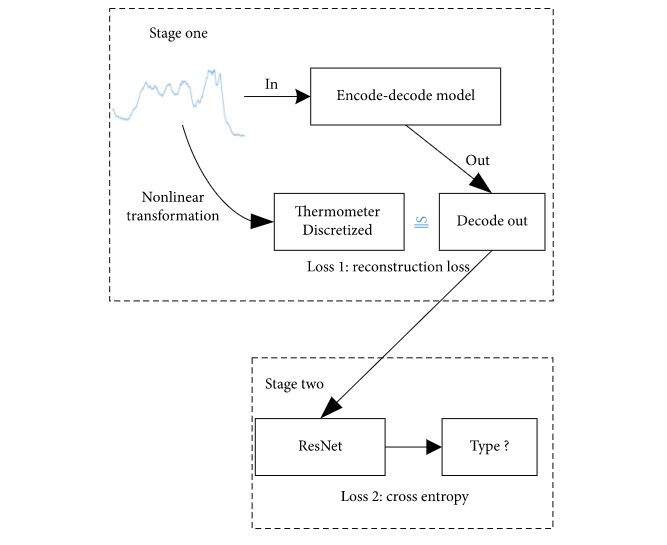 Stage one
In
Encode-decode model
Out
Nonlinear
transformation
Thermometer
Discretized
Decode out
Loss 1: reconstruction loss
Stage two
ResNet
Type ?
Loss 2: cross entropy